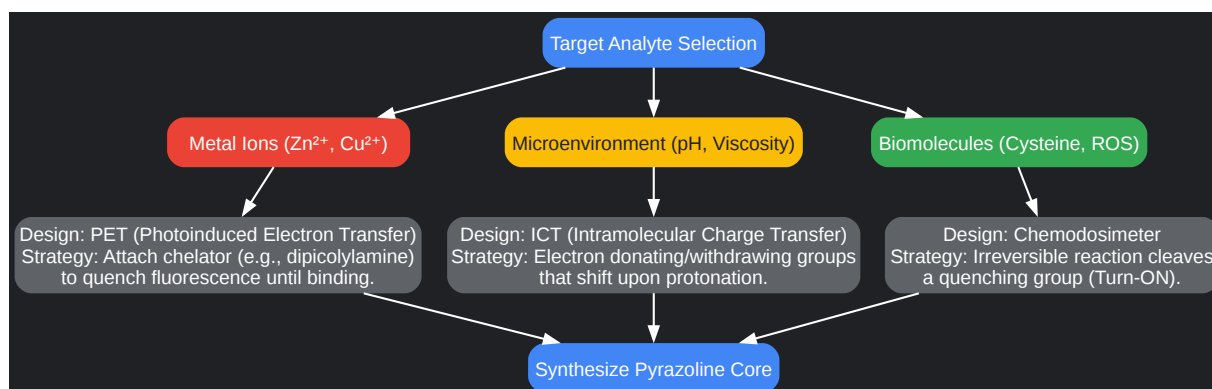 Target Analyte Selection
Metal Ions (Zn²⁺, Cu²⁺)
Microenvironment (pH, Viscosity)
Biomolecules (Cysteine, ROS)
Design: PET (Photoinduced Electron Transfer)
Strategy: Attach chelator (e.g., dipicolylamine)
to quench fluorescence until binding.
Design: ICT (Intramolecular Charge Transfer)
Strategy: Electron donating/withdrawing groups
that shift upon protonation.
Design: Chemodosimeter
Strategy: Irreversible reaction cleaves
a quenching group (Turn-ON).
Synthesize Pyrazoline Core